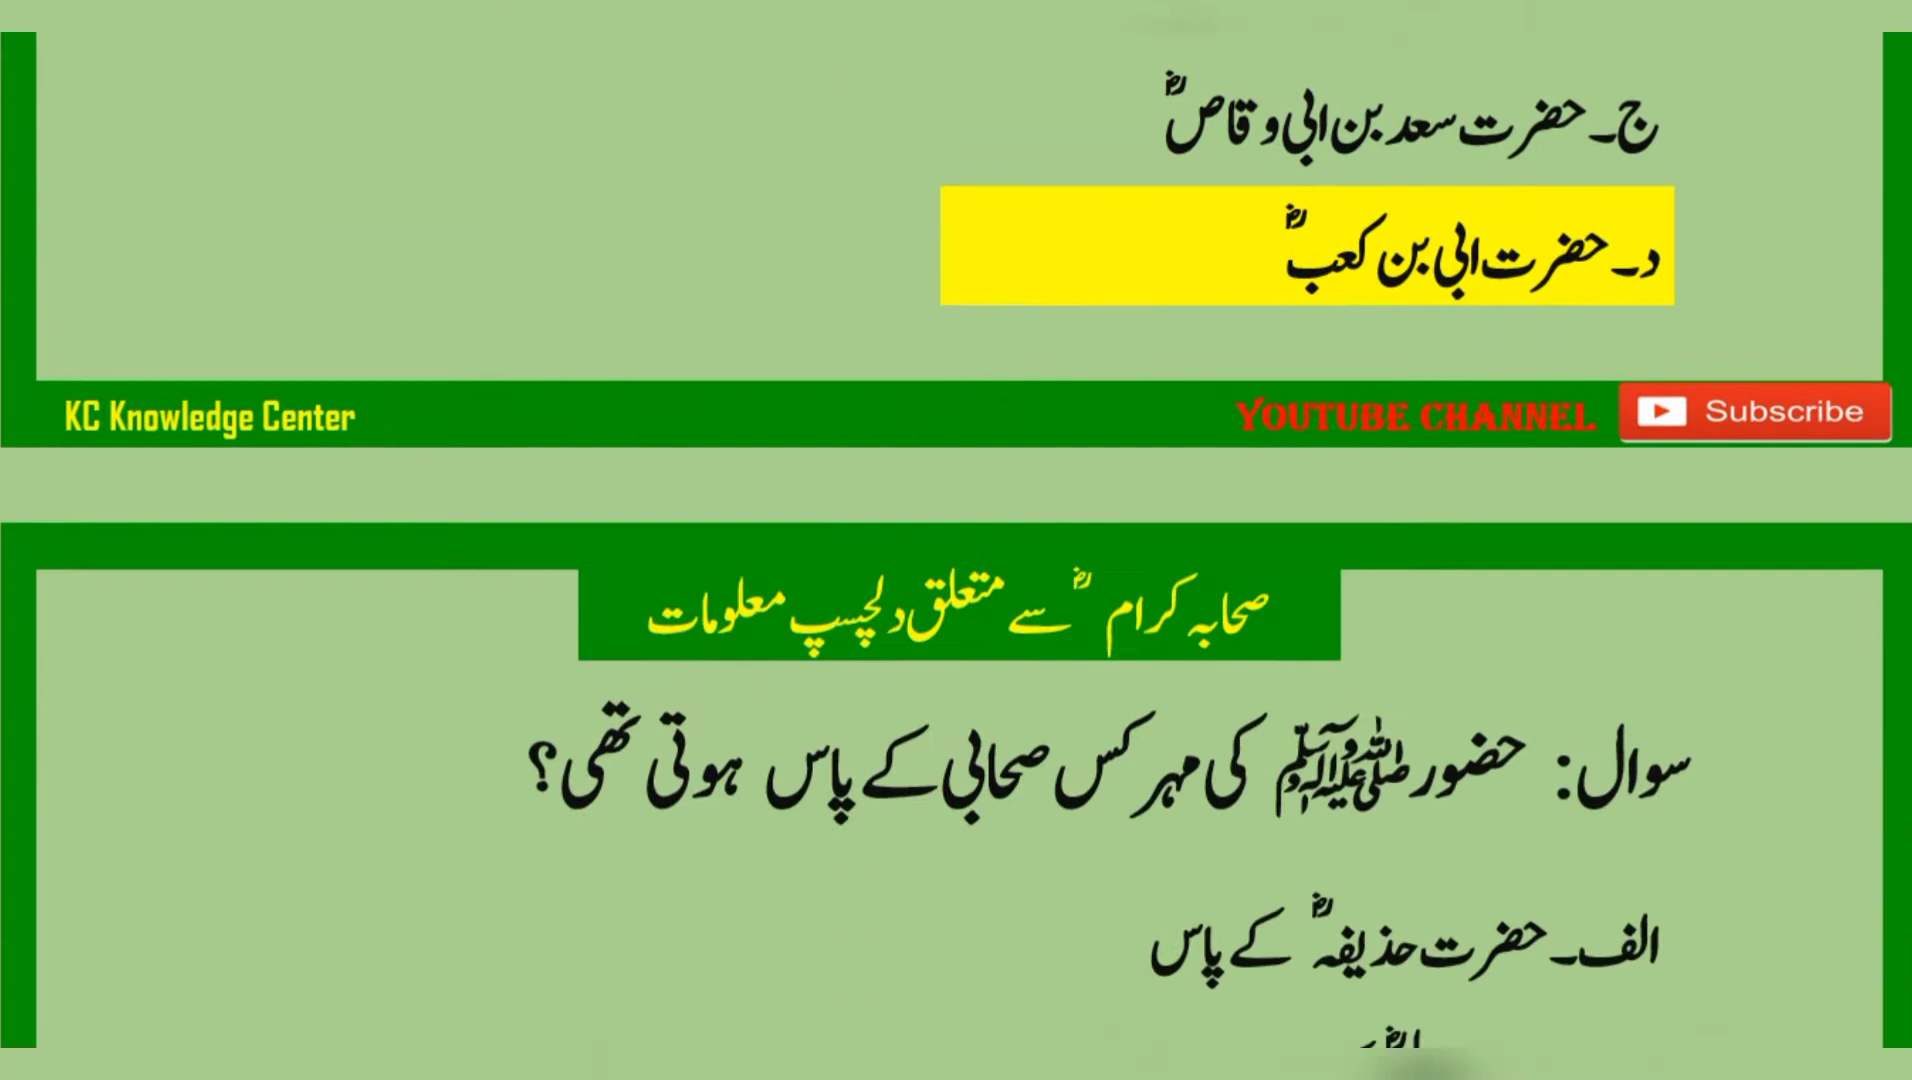 ج۔ حضرت سعد بن ابی وقاصؓ
د۔ حضرت ابی بن کعبؓ
KC Knowledge Center
YOUTUBE CHANNEL
Subscribe
صحابہ کرام ؓ سے متعلق دلچسپ معلومات
سوال: حضورﷺ کی مہر کس صحابی کے پاس ہوتی تھی؟
الف۔ حضرت حذیفہؓ کے پاس